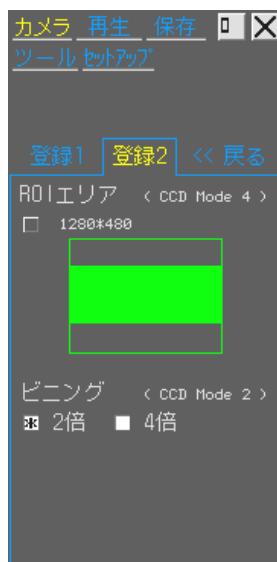 カメラ 再生 保存
ツール セットアップ
登録1 登録2 << 戻る
ROIエリア < CCD Mode 4 >
1280*480
ビニング < CCD Mode 2 >
2倍 4倍